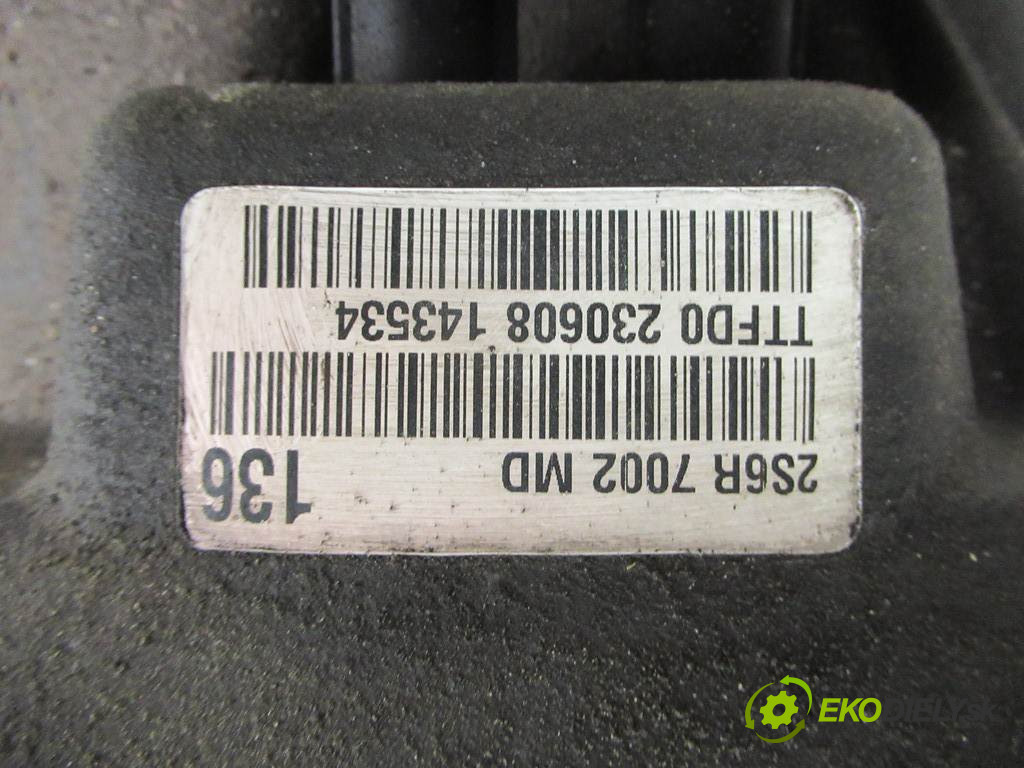 2S6R 7002 MD 136
TTFD0 230608 143534
EKODIELY.SK